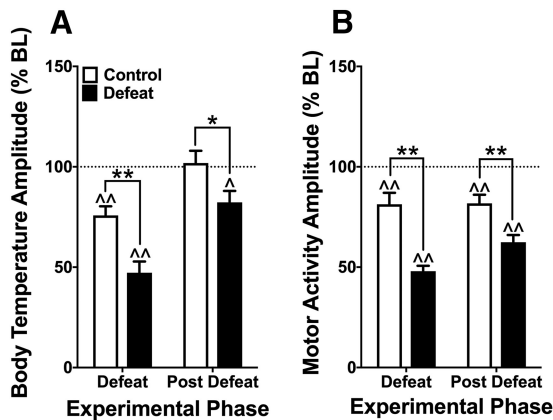 A
B
Body Temperature Amplitude (% BL)
150
100
50
0
Control
Defeat
**
*
^^
^^
^
Defeat
Post Defeat
Experimental Phase
Motor Activity Amplitude (% BL)
150
100
50
0
**
**
^^
^^
^^
^^
Defeat
Post Defeat
Experimental Phase